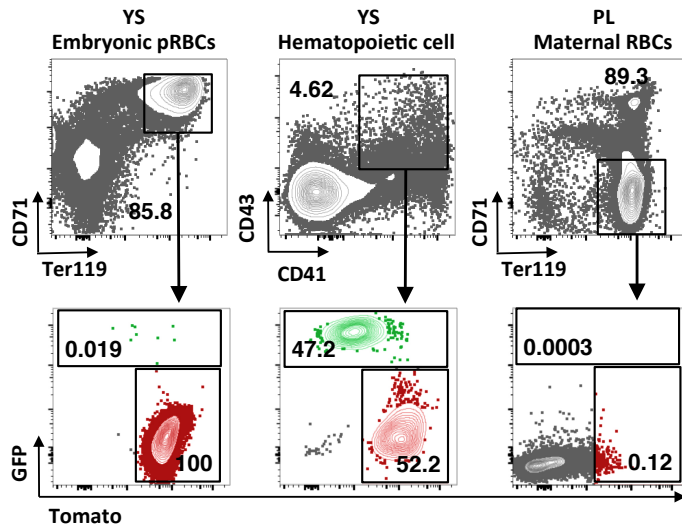 YS
Embryonic pRBCs
YS
Hematopoietic cell
PL
Maternal RBCs
85.8
4.62
89.3
CD71
Ter119
CD43
CD41
CD71
Ter119
0.019
100
47.2
52.2
0.0003
0.12
GFP
Tomato